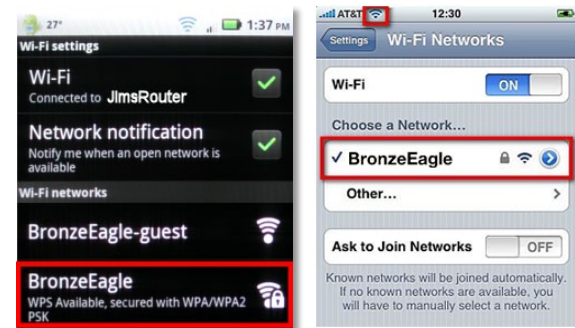 27° 1:37 PM
Wi-Fi settings
Wi-Fi
Connected to JimsRouter
Network notification
Notify me when an open network is
available
Wi-Fi networks
BronzeEagle-guest
BronzeEagle
WPS Available, secured with WPA/WPA2
PSK
AT&T 12:30
Settings Wi-Fi Networks
Wi-Fi ON
Choose a Network...
✓ BronzeEagle
Other... >
Ask to Join Networks OFF
Known networks will be joined automatically.
If no known networks are available, you
will have to manually select a network.